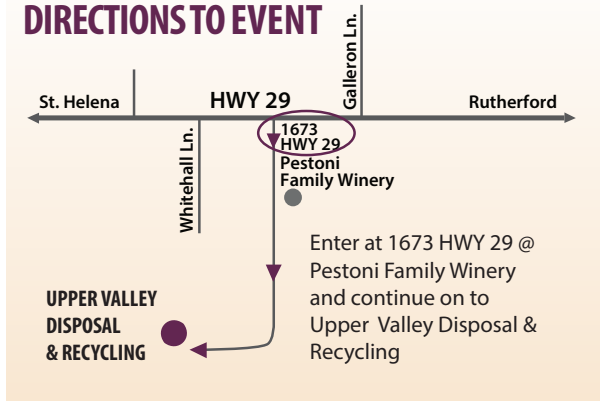 DIRECTIONS TO EVENT
Galleron Ln.
St. Helena
HWY 29
Rutherford
Whitehall Ln.
1673
HWY 29
Pestoni
Family Winery
Enter at 1673 HWY 29 @
Pestoni Family Winery
and continue on to
Upper Valley Disposal &
Recycling
UPPER VALLEY
DISPOSAL
& RECYCLING